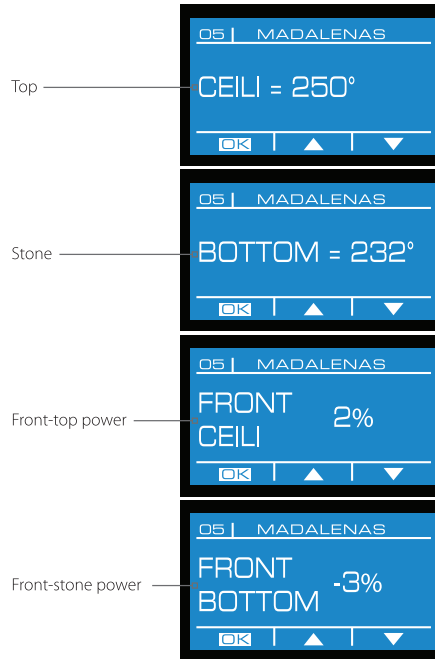 05 | MADALENAS
Top
CEILI = 250°
OK
05 | MADALENAS
Stone
BOTTOM = 232°
OK
05 | MADALENAS
Front-top power
FRONT
CEILI
2%
OK
05 | MADALENAS
Front-stone power
FRONT
BOTTOM
-3%
OK